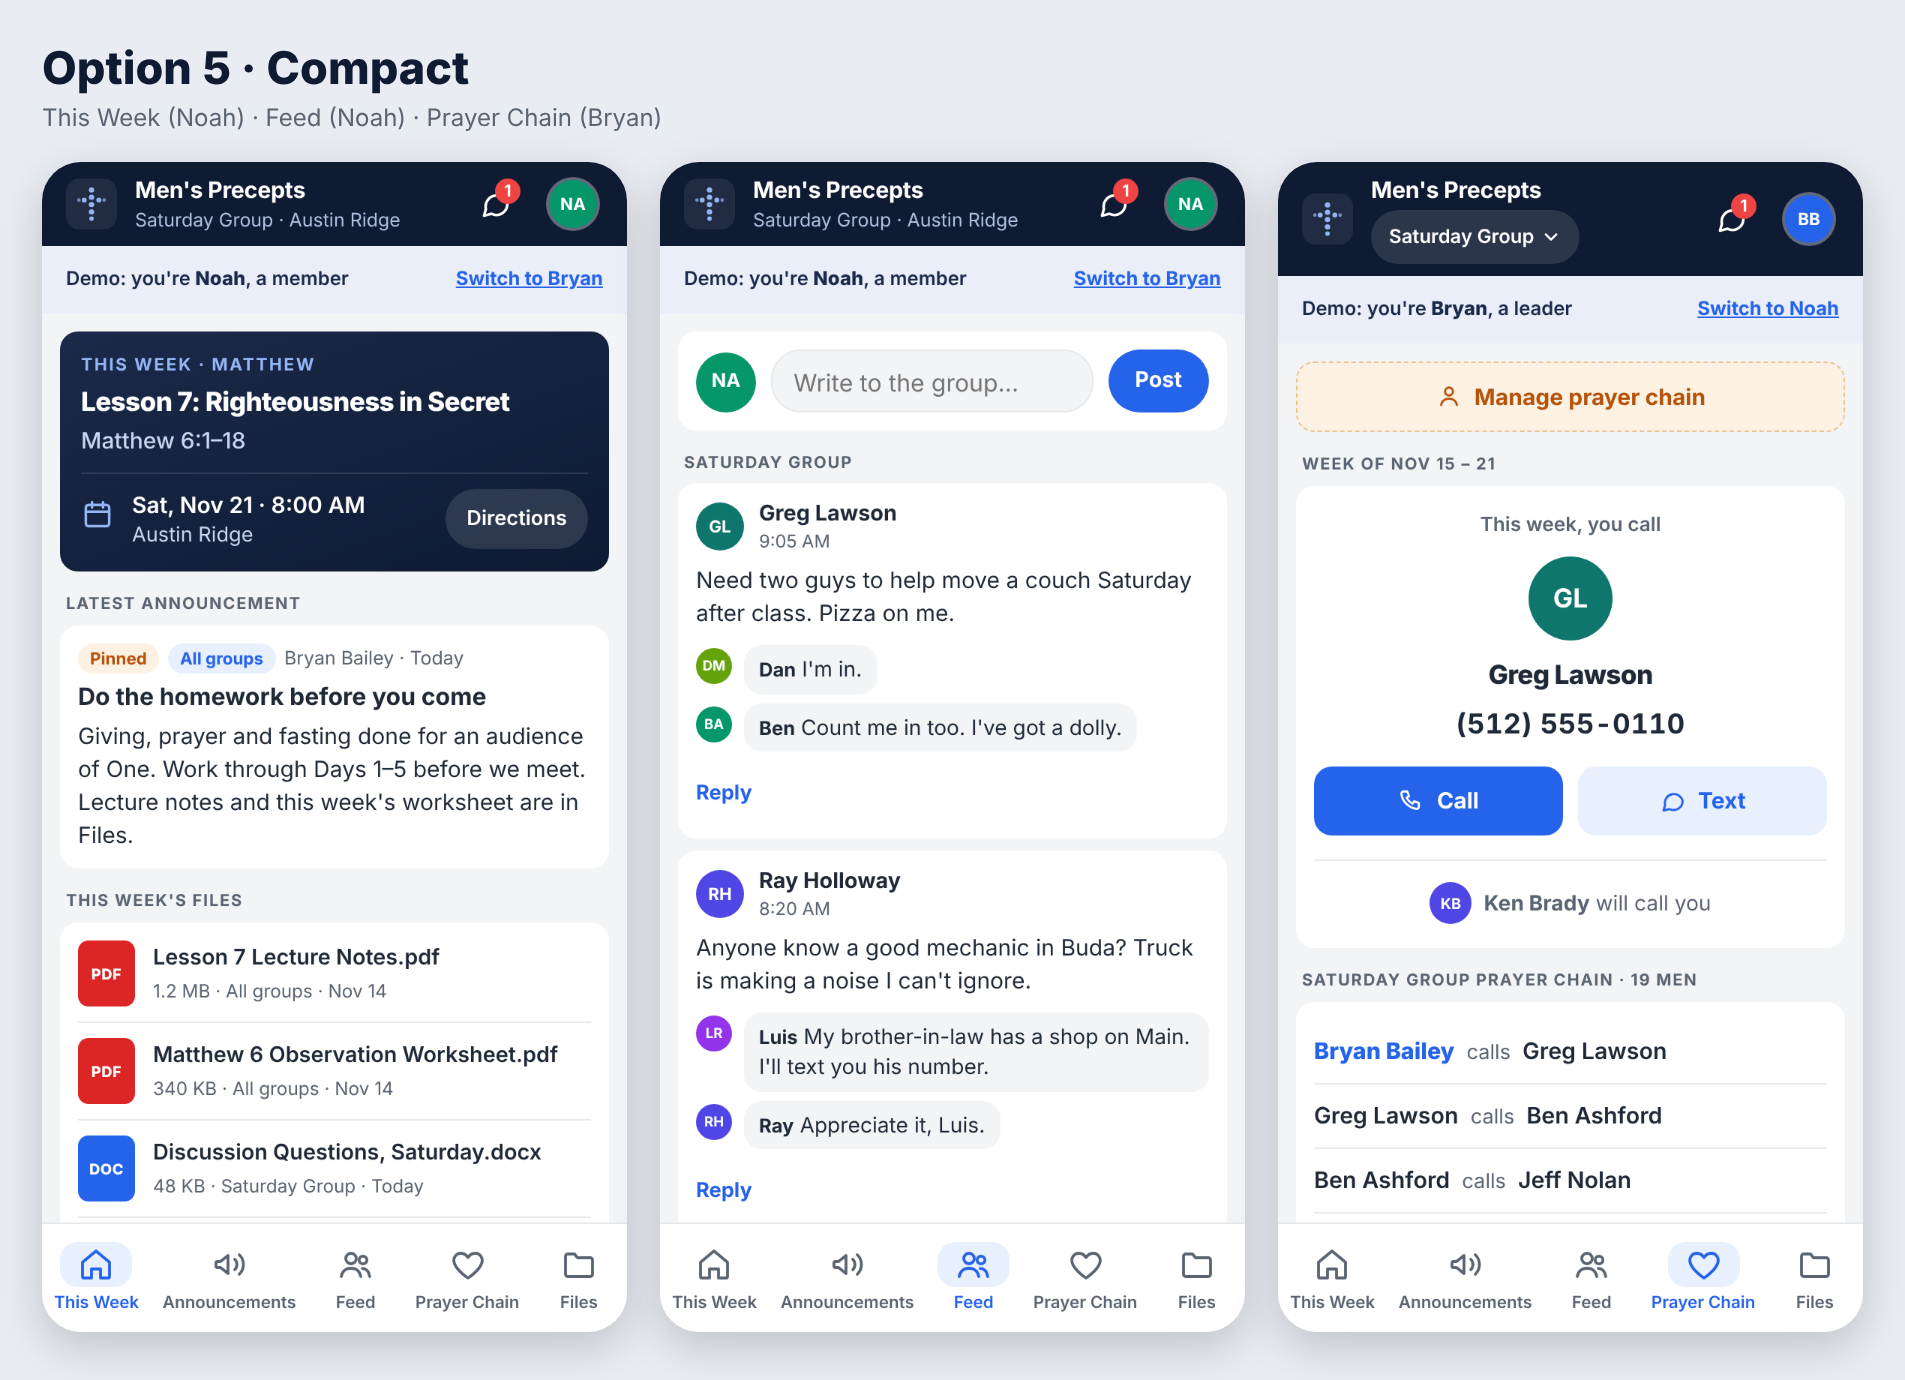 Option 5 · Compact
This Week (Noah) · Feed (Noah) · Prayer Chain (Bryan)
Men's Precepts
Saturday Group · Austin Ridge
1
NA
Demo: you're Noah, a member
Switch to Bryan
THIS WEEK · MATTHEW
Lesson 7: Righteousness in Secret
Matthew 6:1–18
Sat, Nov 21 · 8:00 AM
Austin Ridge
Directions
LATEST ANNOUNCEMENT
Pinned
All groups
Bryan Bailey · Today
Do the homework before you come
Giving, prayer and fasting done for an audience
of One. Work through Days 1–5 before we meet.
Lecture notes and this week's worksheet are in
Files.
THIS WEEK'S FILES
PDF
Lesson 7 Lecture Notes.pdf
1.2 MB · All groups · Nov 14
PDF
Matthew 6 Observation Worksheet.pdf
340 KB · All groups · Nov 14
DOC
Discussion Questions, Saturday.docx
48 KB · Saturday Group · Today
This Week
Announcements
Feed
Prayer Chain
Files
Men's Precepts
Saturday Group · Austin Ridge
1
NA
Demo: you're Noah, a member
Switch to Bryan
NA
Write to the group...
Post
SATURDAY GROUP
GL
Greg Lawson
9:05 AM
Need two guys to help move a couch Saturday
after class. Pizza on me.
DM
Dan I'm in.
BA
Ben Count me in too. I've got a dolly.
Reply
RH
Ray Holloway
8:20 AM
Anyone know a good mechanic in Buda? Truck
is making a noise I can't ignore.
LR
Luis My brother-in-law has a shop on Main.
I'll text you his number.
RH
Ray Appreciate it, Luis.
Reply
This Week
Announcements
Feed
Prayer Chain
Files
Men's Precepts
Saturday Group
1
BB
Demo: you're Bryan, a leader
Switch to Noah
Manage prayer chain
WEEK OF NOV 15 – 21
This week, you call
GL
Greg Lawson
(512) 555-0110
Call
Text
KB
Ken Brady will call you
SATURDAY GROUP PRAYER CHAIN · 19 MEN
Bryan Bailey calls Greg Lawson
Greg Lawson calls Ben Ashford
Ben Ashford calls Jeff Nolan
This Week
Announcements
Feed
Prayer Chain
Files